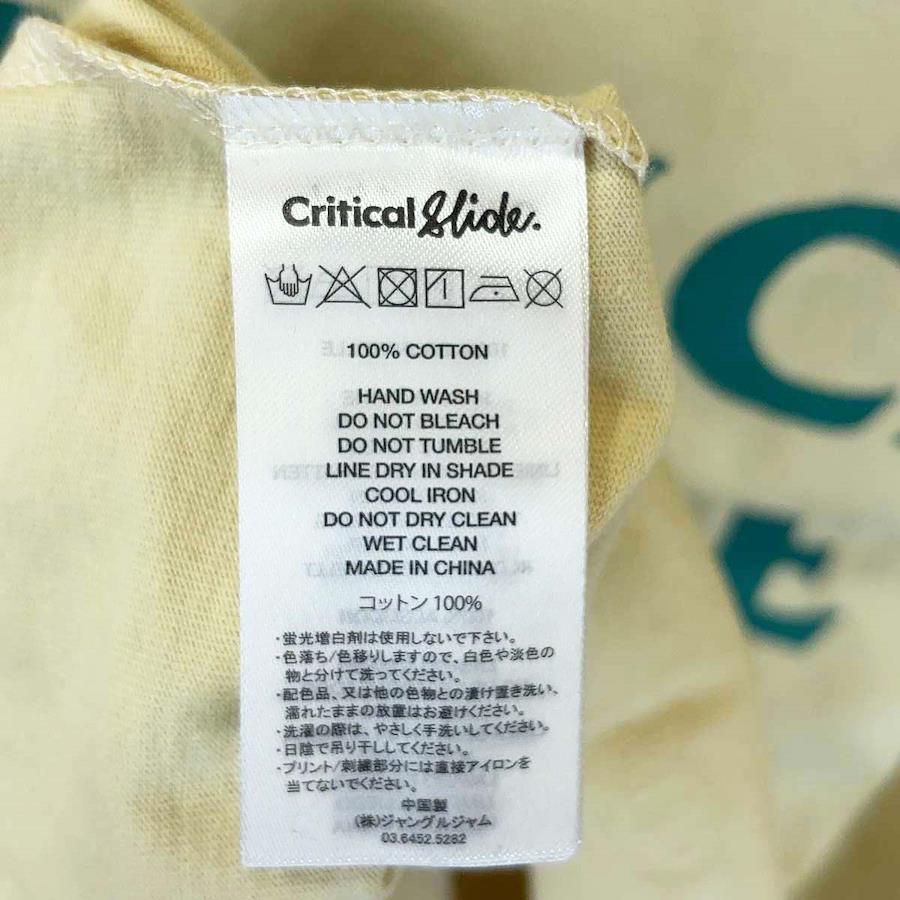 Critical Slide.
100% COTTON
HAND WASH
DO NOT BLEACH
DO NOT TUMBLE
LINE DRY IN SHADE
COOL IRON
DO NOT DRY CLEAN
WET CLEAN
MADE IN CHINA
コットン 100%
・蛍光増白剤は使用しないで下さい。
・色落ち/色移りしますので、白色や淡色の
物と分けて洗ってください。
・配色品、又は他の色物との漬け置き洗い、
濡れたままの放置はお避けください。
・洗濯の際は、やさしく手洗いしてください。
・日陰で吊り干ししてください。
・プリント/刺繍部分には直接アイロンを
当てないでください。
中国製
(株)ジャングルジャム
03.6452.5282